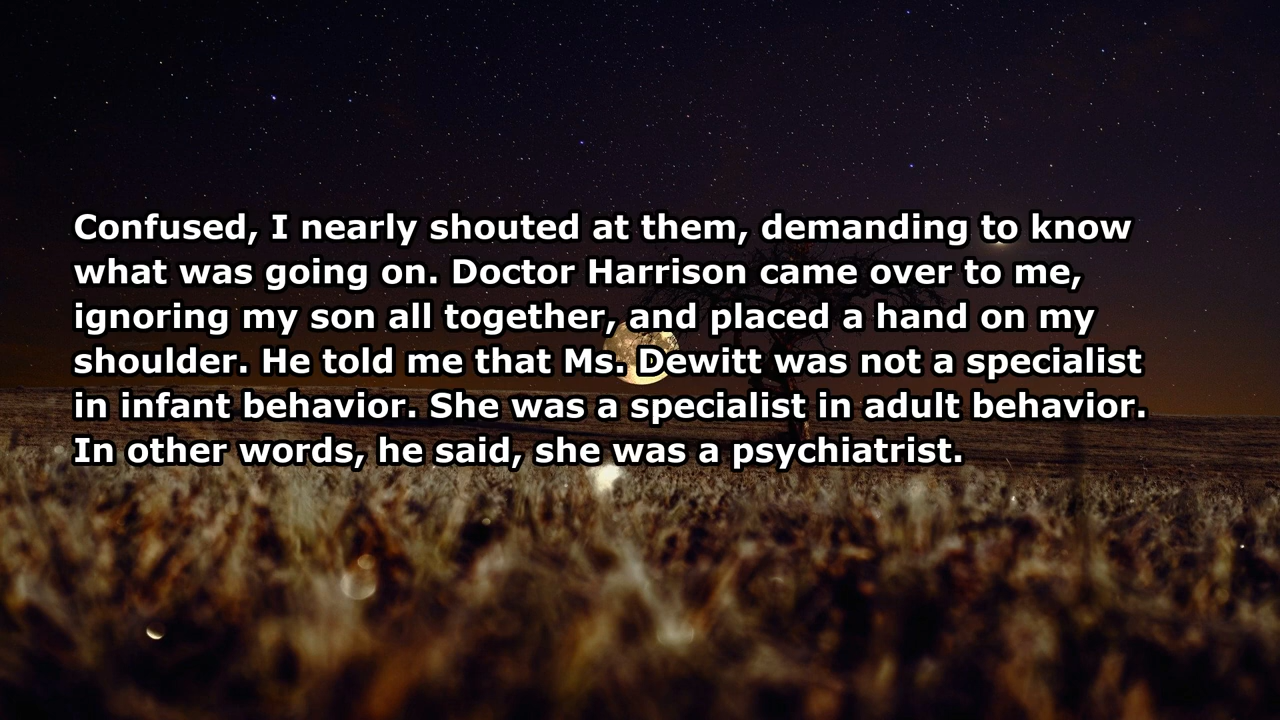 Confused, I nearly shouted at them, demanding to know
what was going on. Doctor Harrison came over to me,
ignoring my son all together, and placed a hand on my
shoulder. He told me that Ms. Dewitt was not a specialist
in infant behavior. She was a specialist in adult behavior.
In other words, he said, she was a psychiatrist.